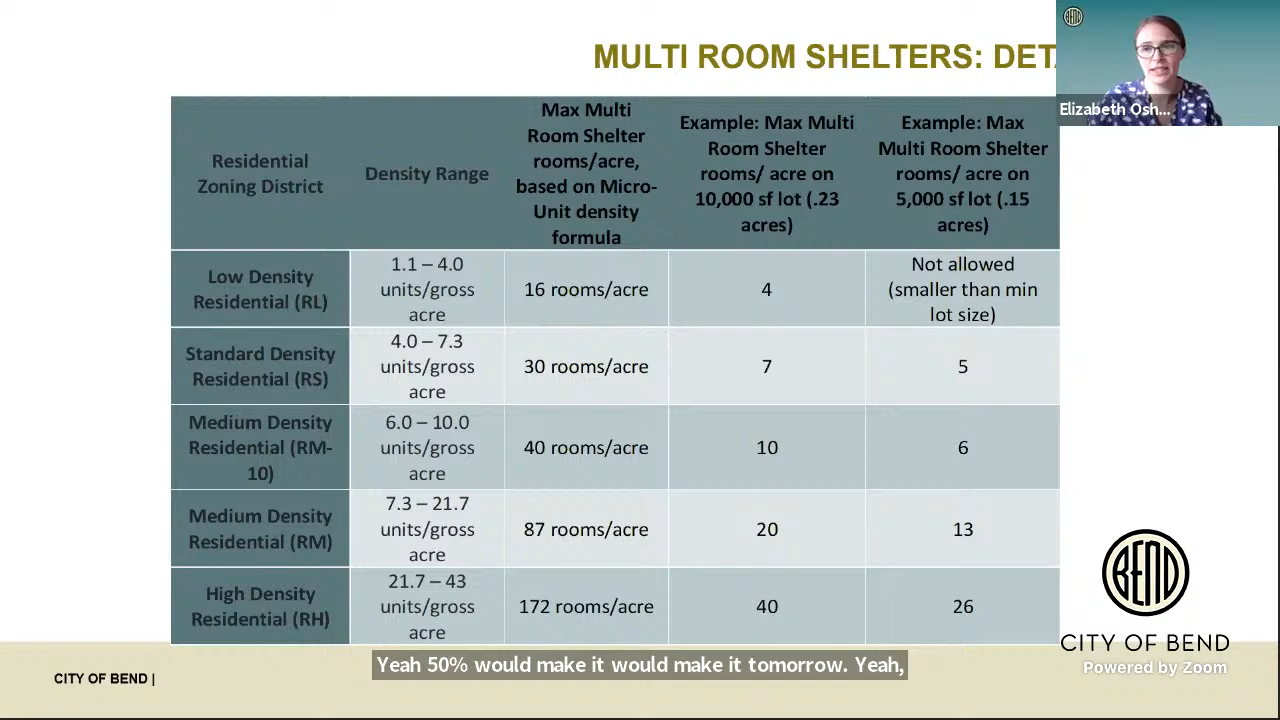 MULTI ROOM SHELTERS: DETA
Elizabeth Osh...
Residential
Zoning District
Density Range
Max Multi
Room Shelter
rooms/acre,
based on Micro-
Unit density
formula
Example: Max Multi
Room Shelter
rooms/ acre on
10,000 sf lot (.23
acres)
Example: Max
Multi Room Shelter
rooms/ acre on
5,000 sf lot (.15
acres)
Low Density
Residential (RL)
1.1 – 4.0
units/gross
acre
16 rooms/acre
4
Not allowed
(smaller than min
lot size)
Standard Density
Residential (RS)
4.0 – 7.3
units/gross
acre
30 rooms/acre
7
5
Medium Density
Residential (RM-
10)
6.0 – 10.0
units/gross
acre
40 rooms/acre
10
6
Medium Density
Residential (RM)
7.3 – 21.7
units/gross
acre
87 rooms/acre
20
13
High Density
Residential (RH)
21.7 – 43
units/gross
acre
172 rooms/acre
40
26
BEND
CITY OF BEND
Powered by Zoom
Yeah 50% would make it would make it tomorrow. Yeah,
CITY OF BEND |